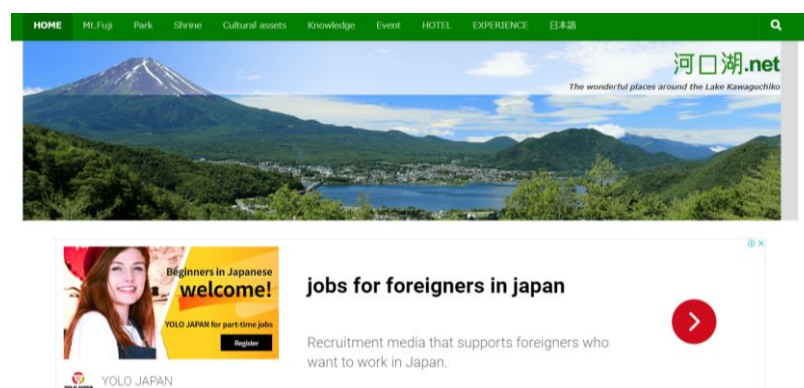 HOME Mt.Fuji Park Shrine Cultural assets Knowledge Event HOTEL EXPERIENCE 日本語
河口湖.net
The wonderful places around the Lake Kawaguchiko
Beginners in Japanese
welcome!
YOLO JAPAN for part-time jobs
Register
YOLO JAPAN
YOLO JAPAN
jobs for foreigners in japan
Recruitment media that supports foreigners who
want to work in Japan.